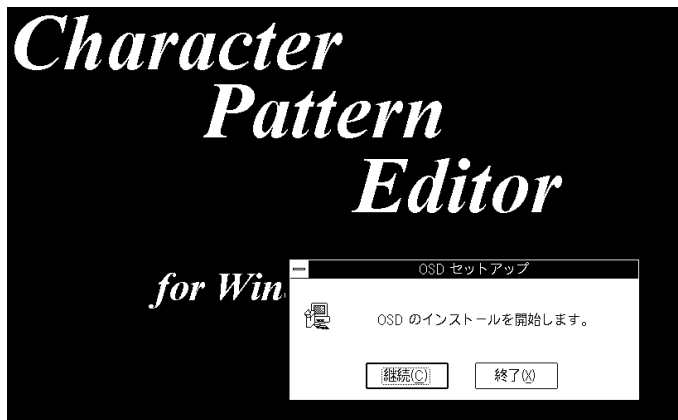 Character
Pattern
Editor
for Win
OSD セットアップ
OSD のインストールを開始します。
継続(C)
終了(X)